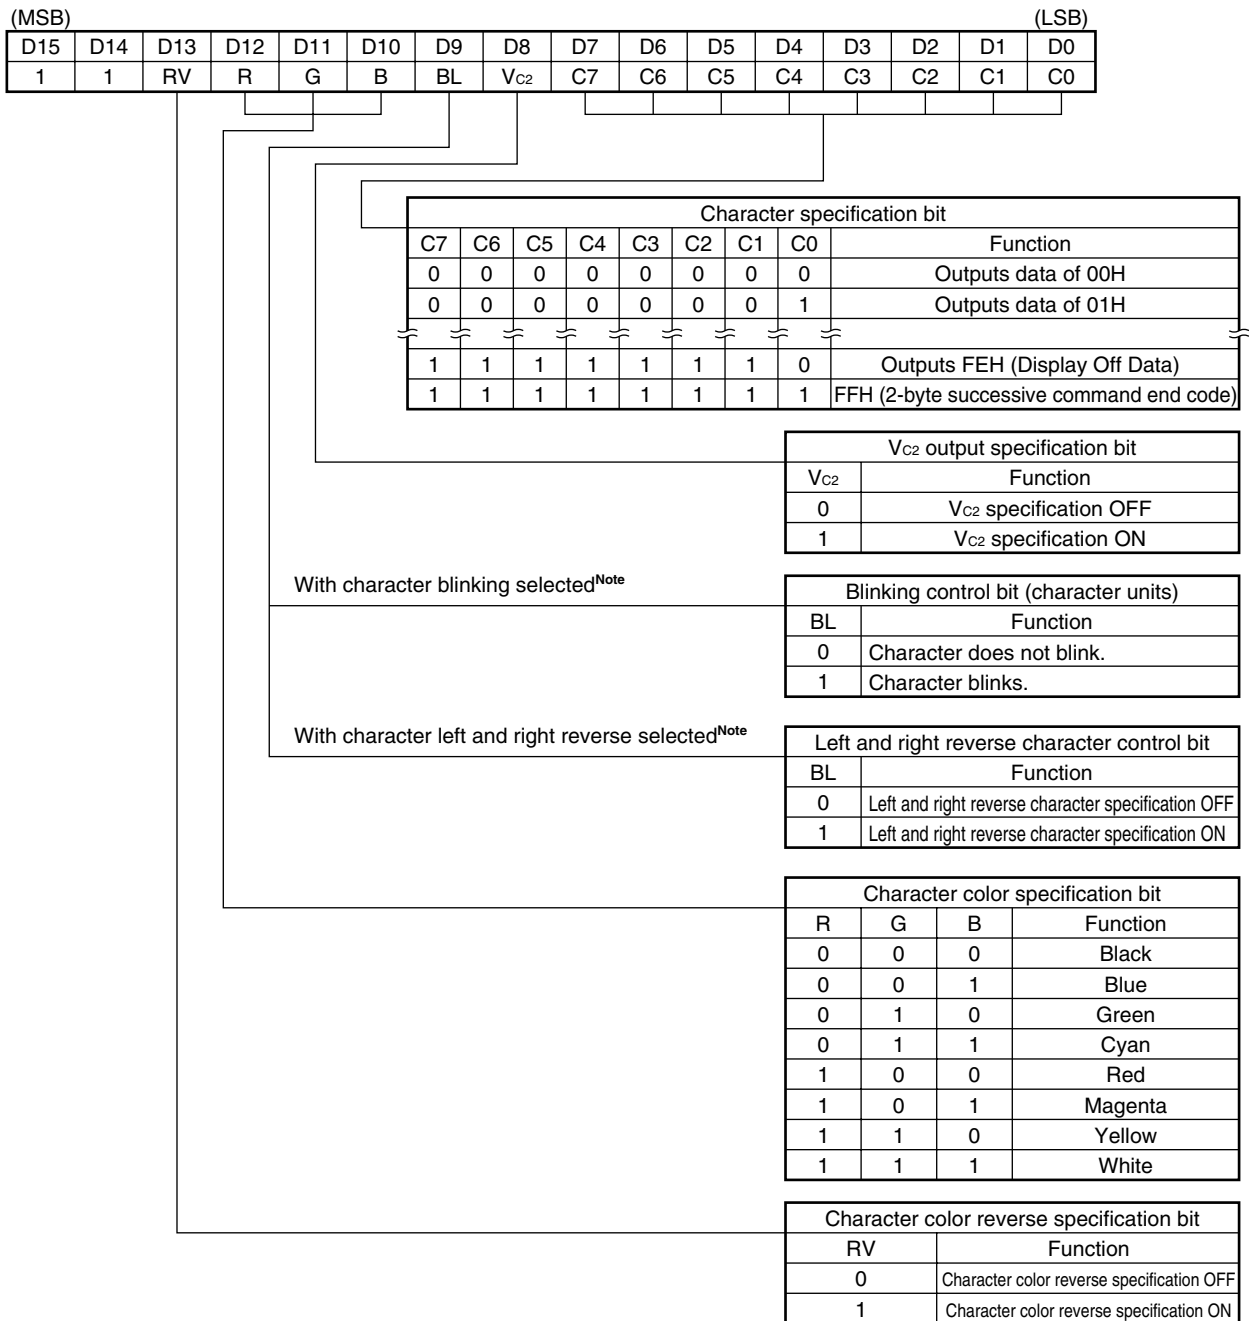 (MSB) (LSB)
D15 D14 D13 D12 D11 D10 D9 D8 D7 D6 D5 D4 D3 D2 D1 D0
1 1 RV R G B BL VC2 C7 C6 C5 C4 C3 C2 C1 C0
Character specification bit
C7 C6 C5 C4 C3 C2 C1 C0 Function
0 0 0 0 0 0 0 0 Outputs data of 00H
0 0 0 0 0 0 0 1 Outputs data of 01H
1 1 1 1 1 1 1 0 Outputs FEH (Display Off Data)
1 1 1 1 1 1 1 1 FFH (2-byte successive command end code)
VC2 output specification bit
VC2 Function
0 VC2 specification OFF
1 VC2 specification ON
With character blinking selectedNote
Blinking control bit (character units)
BL Function
0 Character does not blink.
1 Character blinks.
With character left and right reverse selectedNote
Left and right reverse character control bit
BL Function
0 Left and right reverse character specification OFF
1 Left and right reverse character specification ON
Character color specification bit
R G B Function
0 0 0 Black
0 0 1 Blue
0 1 0 Green
0 1 1 Cyan
1 0 0 Red
1 0 1 Magenta
1 1 0 Yellow
1 1 1 White
Character color reverse specification bit
RV Function
0 Character color reverse specification OFF
1 Character color reverse specification ON